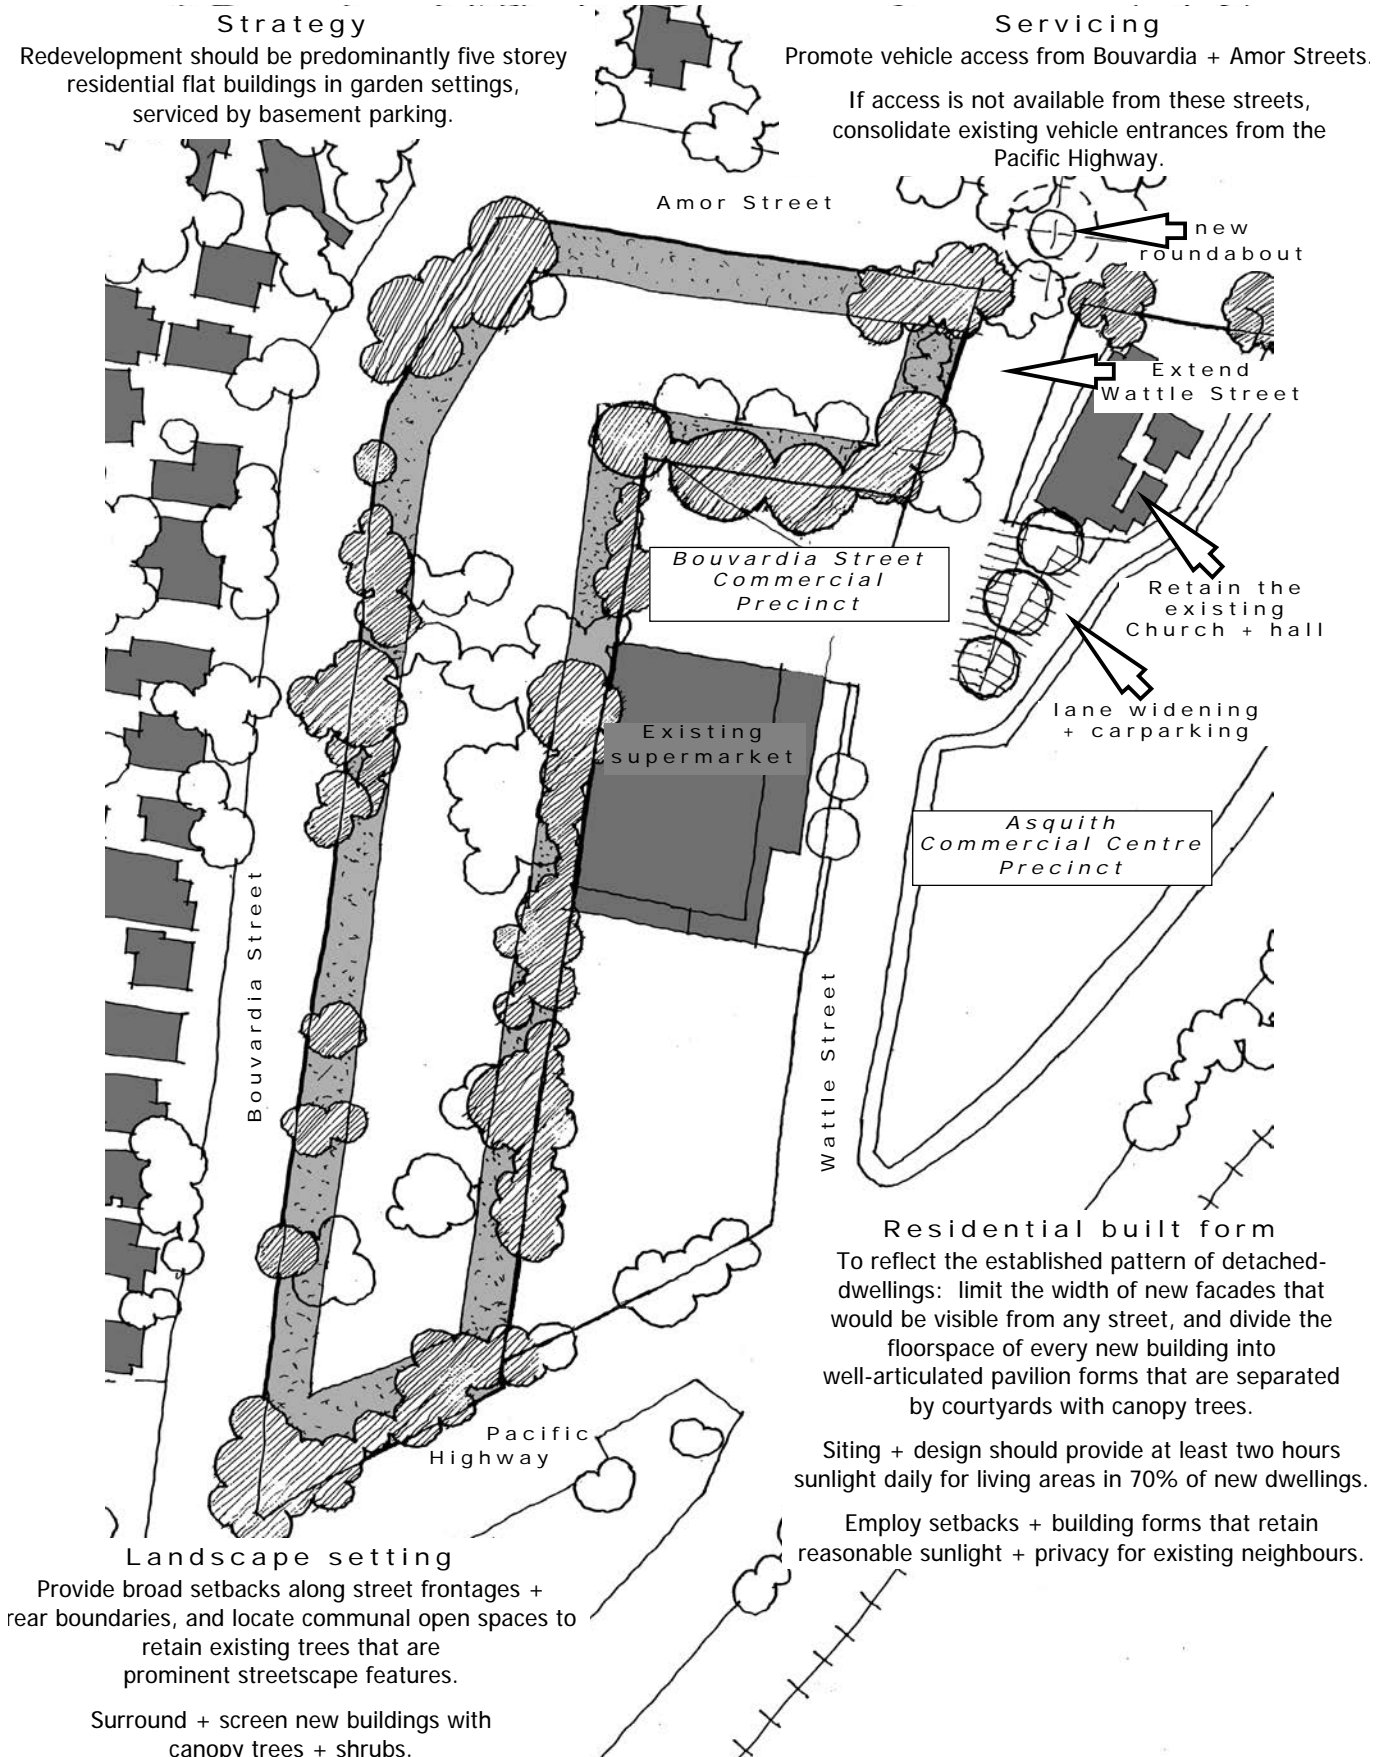 Strategy
Redevelopment should be predominantly five storey
residential flat buildings in garden settings,
serviced by basement parking.
Servicing
Promote vehicle access from Bouvardia + Amor Streets.
If access is not available from these streets,
consolidate existing vehicle entrances from the
Pacific Highway.
Amor Street
new
roundabout
Extend
Wattle Street
Bouvardia Street
Commercial
Precinct
Retain the
existing
Church + hall
lane widening
+ carparking
Existing
supermarket
Asquith
Commercial Centre
Precinct
Bouvardia Street
Wattle Street
Pacific
Highway
Residential built form
To reflect the established pattern of detached-
dwellings: limit the width of new facades that
would be visible from any street, and divide the
floorspace of every new building into
well-articulated pavilion forms that are separated
by courtyards with canopy trees.
Siting + design should provide at least two hours
sunlight daily for living areas in 70% of new dwellings.
Employ setbacks + building forms that retain
reasonable sunlight + privacy for existing neighbours.
Landscape setting
Provide broad setbacks along street frontages +
rear boundaries, and locate communal open spaces to
retain existing trees that are
prominent streetscape features.
Surround + screen new buildings with
canopy trees + shrubs.